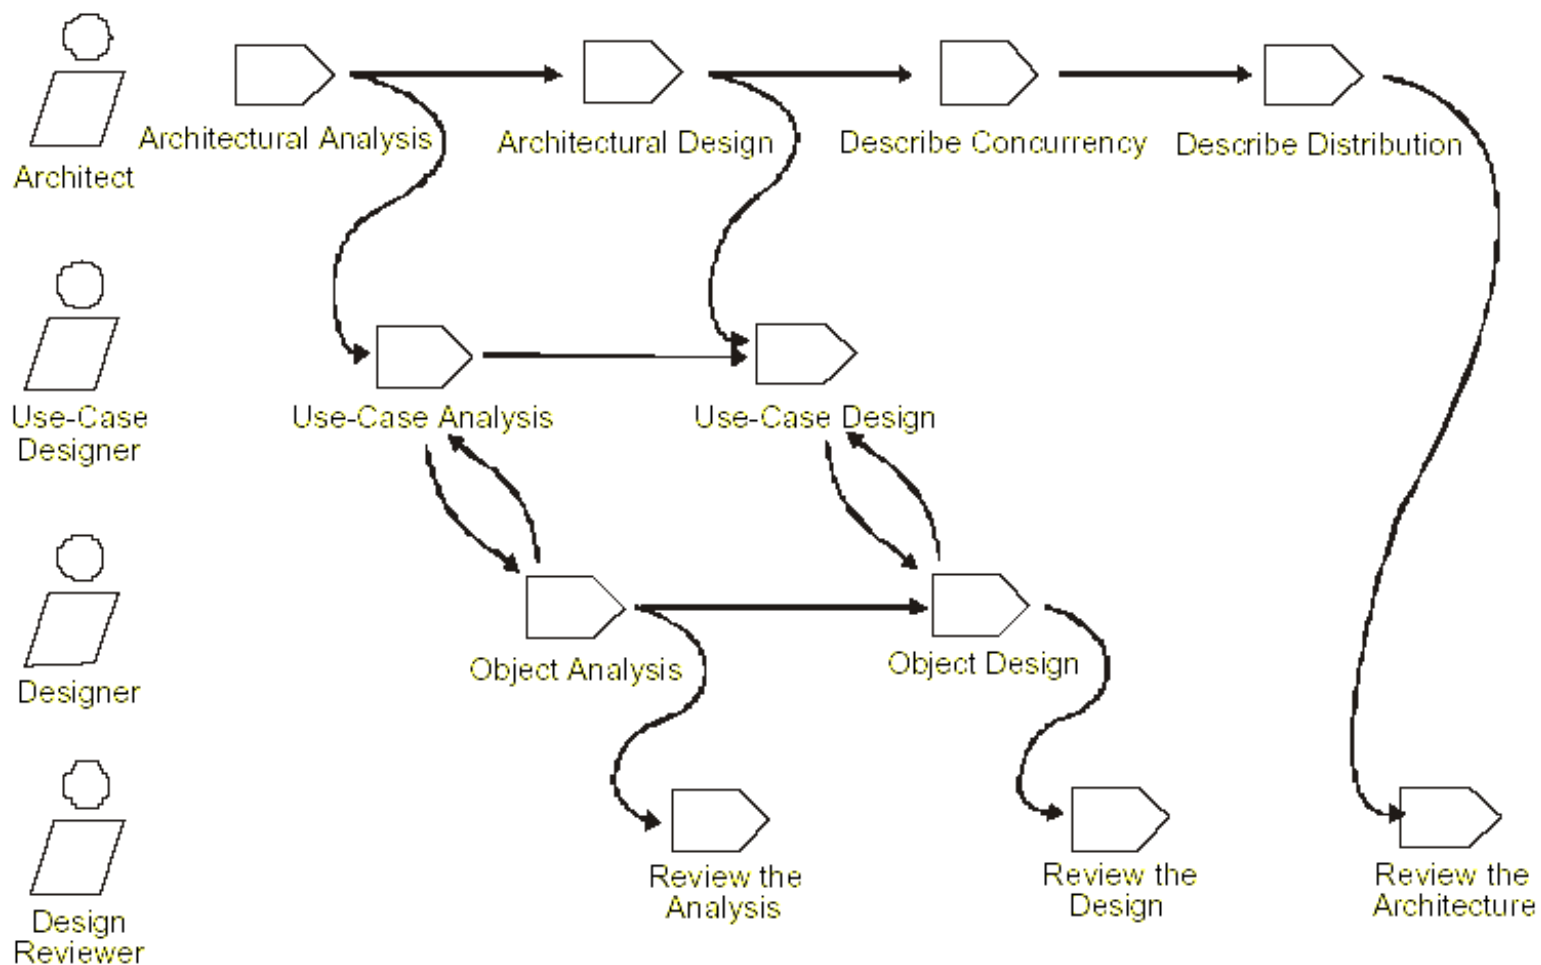 Architectural Analysis
Architectural Design
Describe Concurrency
Describe Distribution
Architect
Use-Case
Designer
Use-Case Analysis
Use-Case Design
Object Analysis
Object Design
Designer
Review the
Analysis
Review the
Design
Review the
Architecture
Design
Reviewer